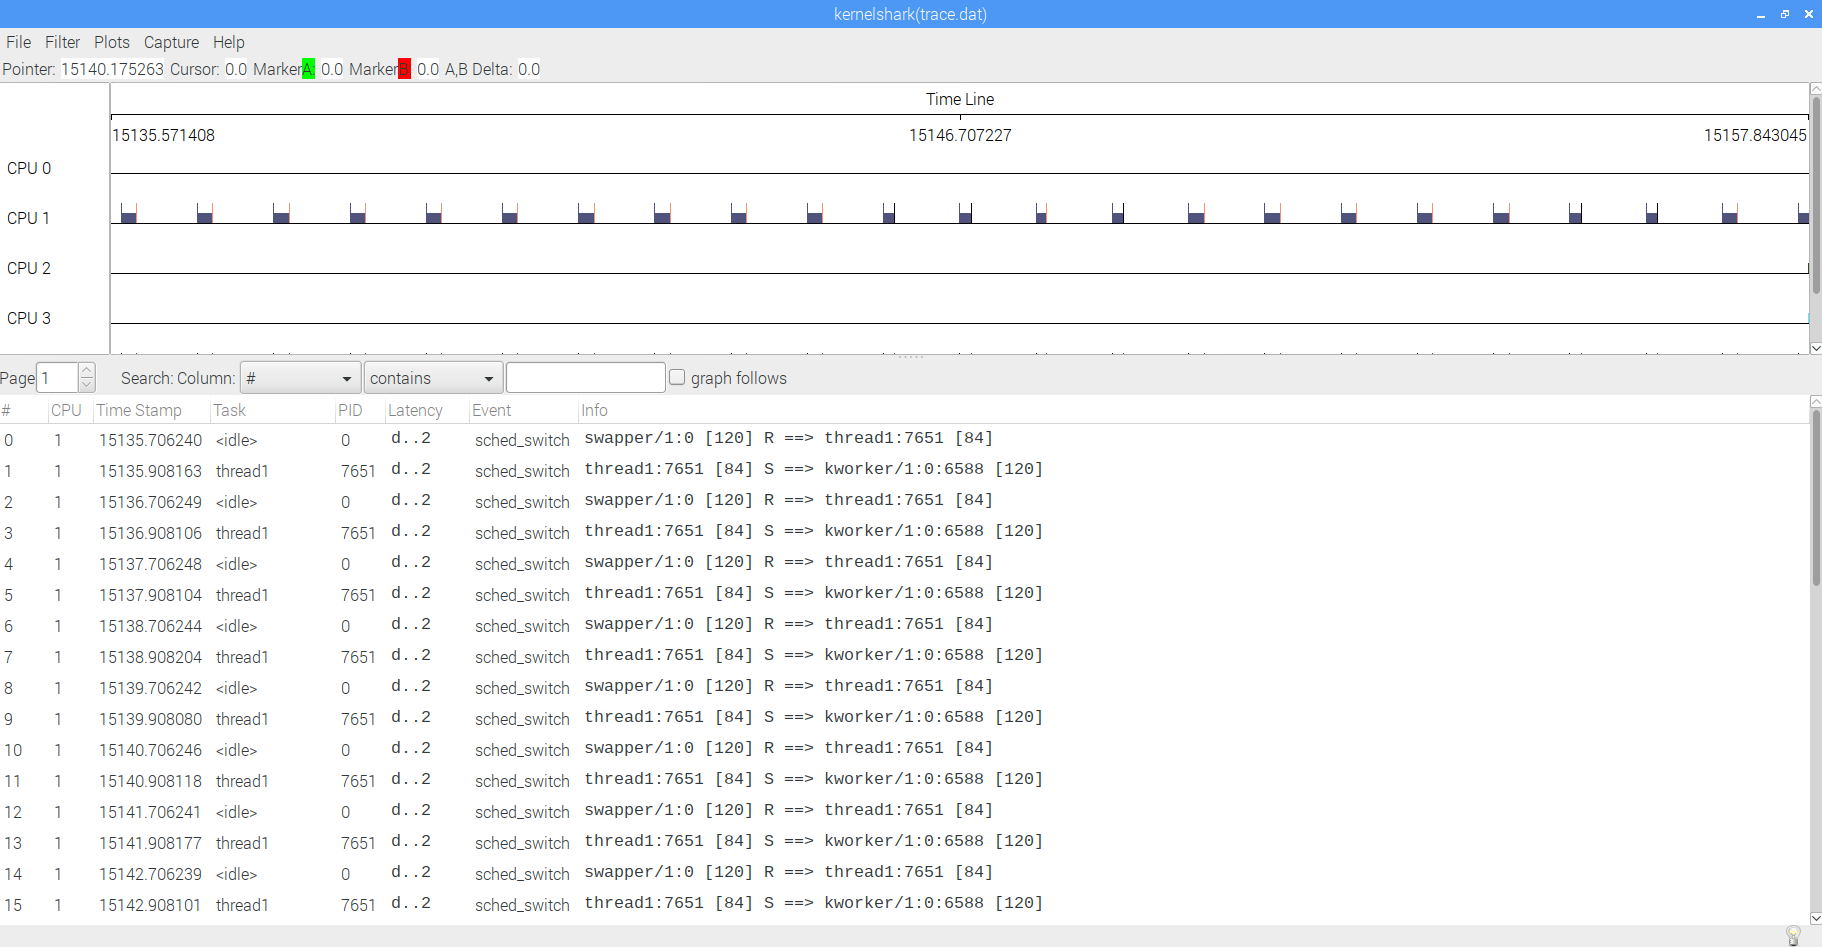 kernelshark(trace.dat)
File Filter Plots Capture Help
Pointer: 15140.175263 Cursor: 0.0 MarkerA: 0.0 MarkerB: 0.0 A,B Delta: 0.0
Time Line
15135.571408 15146.707227 15157.843045
CPU 0
CPU 1
CPU 2
CPU 3
Page 1 Search: Column: # contains graph follows
# CPU Time Stamp Task PID Latency Event Info
0 1 15135.706240 <idle> 0 d..2 sched_switch swapper/1:0 [120] R ==> thread1:7651 [84]
1 1 15135.908163 thread1 7651 d..2 sched_switch thread1:7651 [84] S ==> kworker/1:0:6588 [120]
2 1 15136.706249 <idle> 0 d..2 sched_switch swapper/1:0 [120] R ==> thread1:7651 [84]
3 1 15136.908106 thread1 7651 d..2 sched_switch thread1:7651 [84] S ==> kworker/1:0:6588 [120]
4 1 15137.706248 <idle> 0 d..2 sched_switch swapper/1:0 [120] R ==> thread1:7651 [84]
5 1 15137.908104 thread1 7651 d..2 sched_switch thread1:7651 [84] S ==> kworker/1:0:6588 [120]
6 1 15138.706244 <idle> 0 d..2 sched_switch swapper/1:0 [120] R ==> thread1:7651 [84]
7 1 15138.908204 thread1 7651 d..2 sched_switch thread1:7651 [84] S ==> kworker/1:0:6588 [120]
8 1 15139.706242 <idle> 0 d..2 sched_switch swapper/1:0 [120] R ==> thread1:7651 [84]
9 1 15139.908080 thread1 7651 d..2 sched_switch thread1:7651 [84] S ==> kworker/1:0:6588 [120]
10 1 15140.706246 <idle> 0 d..2 sched_switch swapper/1:0 [120] R ==> thread1:7651 [84]
11 1 15140.908118 thread1 7651 d..2 sched_switch thread1:7651 [84] S ==> kworker/1:0:6588 [120]
12 1 15141.706241 <idle> 0 d..2 sched_switch swapper/1:0 [120] R ==> thread1:7651 [84]
13 1 15141.908177 thread1 7651 d..2 sched_switch thread1:7651 [84] S ==> kworker/1:0:6588 [120]
14 1 15142.706239 <idle> 0 d..2 sched_switch swapper/1:0 [120] R ==> thread1:7651 [84]
15 1 15142.908101 thread1 7651 d..2 sched_switch thread1:7651 [84] S ==> kworker/1:0:6588 [120]